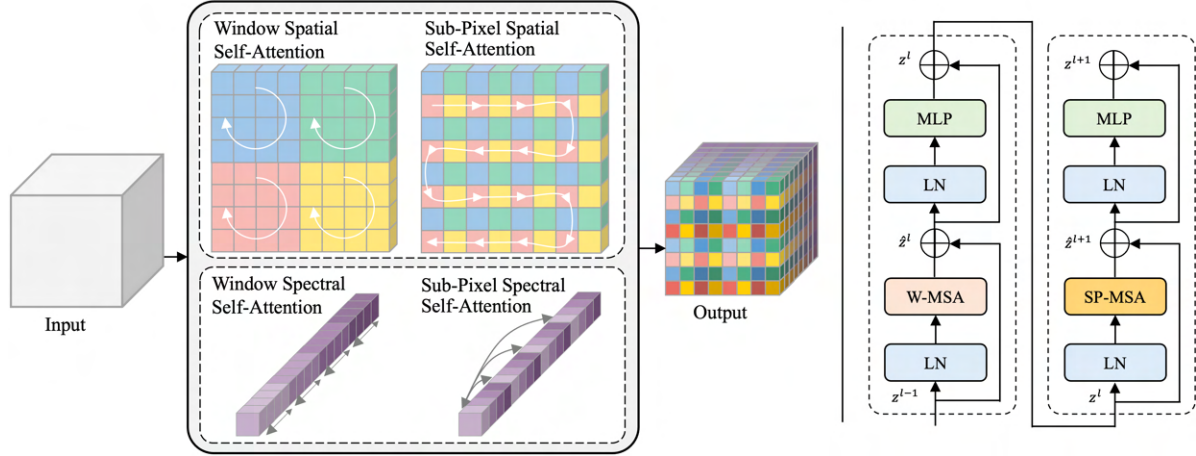 Window Spatial
Self-Attention
Sub-Pixel Spatial
Self-Attention
Input
Window Spectral
Self-Attention
Sub-Pixel Spectral
Self-Attention
Output
z^l
MLP
LN
ẑ^l
W-MSA
LN
z^{l-1}
z^{l+1}
MLP
LN
ẑ^{l+1}
SP-MSA
LN
z^l